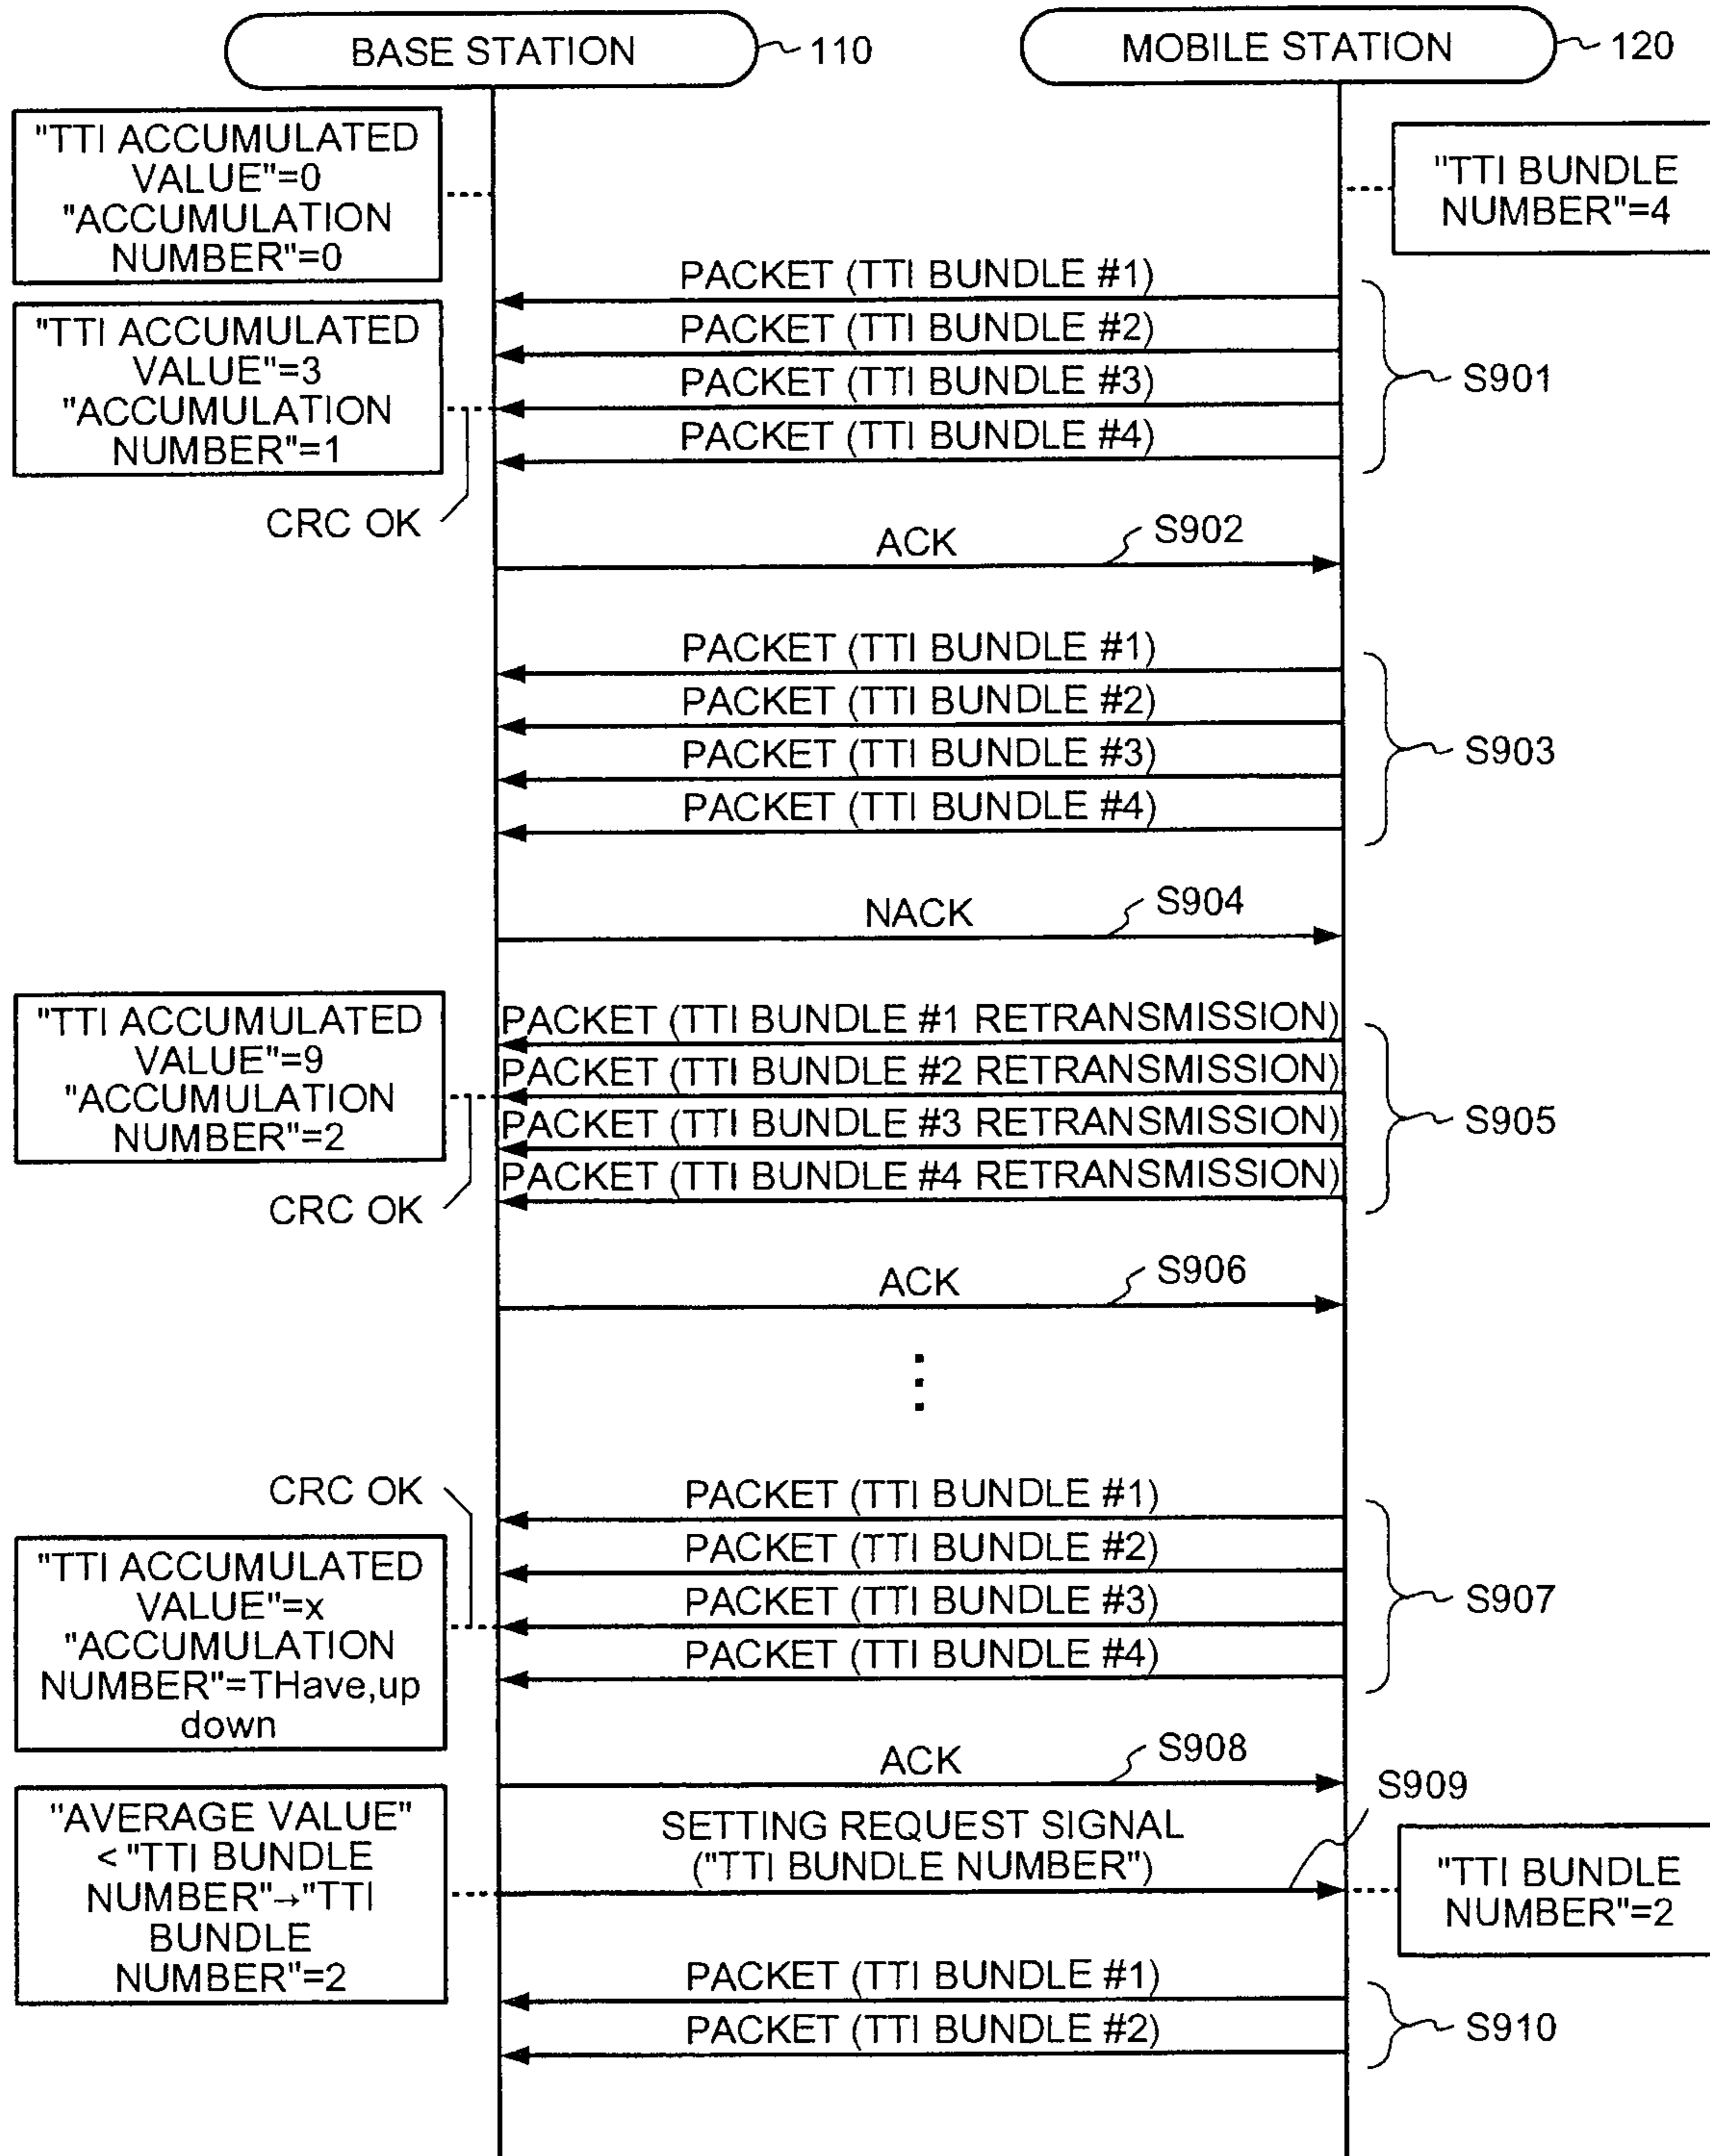 BASE STATION
110
MOBILE STATION
120
"TTI ACCUMULATED
VALUE"=0
"ACCUMULATION
NUMBER"=0
"TTI BUNDLE
NUMBER"=4
PACKET (TTI BUNDLE #1)
PACKET (TTI BUNDLE #2)
PACKET (TTI BUNDLE #3)
PACKET (TTI BUNDLE #4)
S901
"TTI ACCUMULATED
VALUE"=3
"ACCUMULATION
NUMBER"=1
CRC OK
ACK
S902
PACKET (TTI BUNDLE #1)
PACKET (TTI BUNDLE #2)
PACKET (TTI BUNDLE #3)
PACKET (TTI BUNDLE #4)
S903
NACK
S904
"TTI ACCUMULATED
VALUE"=9
"ACCUMULATION
NUMBER"=2
CRC OK
PACKET (TTI BUNDLE #1 RETRANSMISSION)
PACKET (TTI BUNDLE #2 RETRANSMISSION)
PACKET (TTI BUNDLE #3 RETRANSMISSION)
PACKET (TTI BUNDLE #4 RETRANSMISSION)
S905
ACK
S906
CRC OK
PACKET (TTI BUNDLE #1)
PACKET (TTI BUNDLE #2)
PACKET (TTI BUNDLE #3)
PACKET (TTI BUNDLE #4)
S907
"TTI ACCUMULATED
VALUE"=x
"ACCUMULATION
NUMBER"=THave,up
down
ACK
S908
"AVERAGE VALUE"
< "TTI BUNDLE
NUMBER"→"TTI
BUNDLE
NUMBER"=2
SETTING REQUEST SIGNAL
("TTI BUNDLE NUMBER")
S909
"TTI BUNDLE
NUMBER"=2
PACKET (TTI BUNDLE #1)
PACKET (TTI BUNDLE #2)
S910